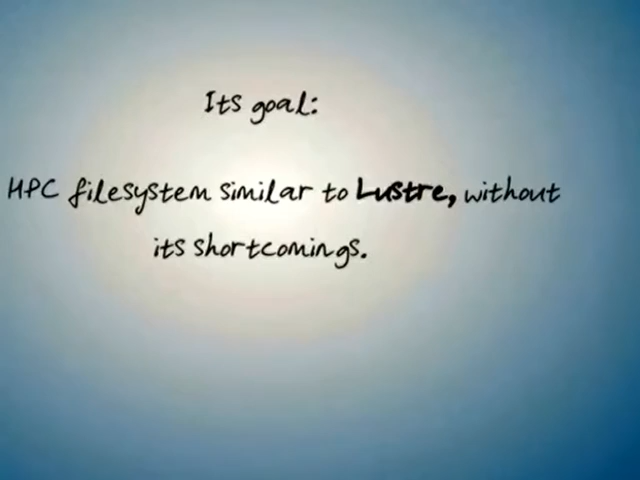 Its goal:
HPC filesystem similar to Lustre, without
its shortcomings.